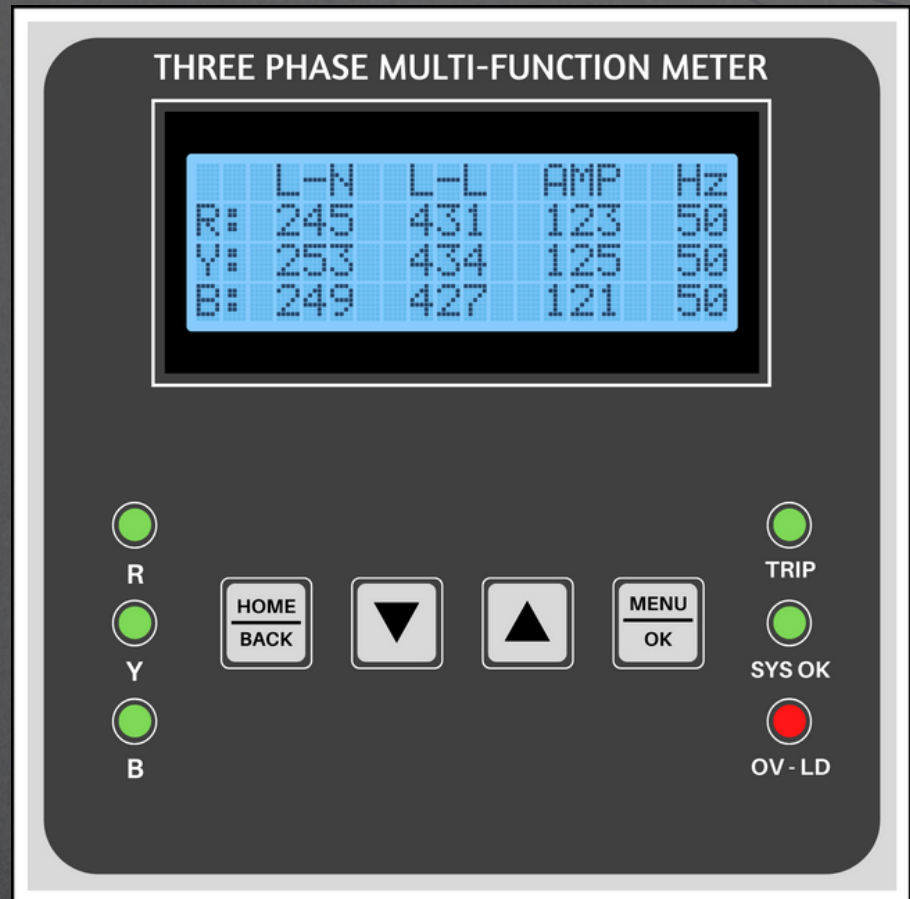 THREE PHASE MULTI-FUNCTION METER
L-N L-L AMP Hz
R: 245 431 123 50
Y: 253 434 125 50
B: 249 427 121 50
R
Y
B
HOME
BACK
MENU
OK
TRIP
SYS OK
OV - LD